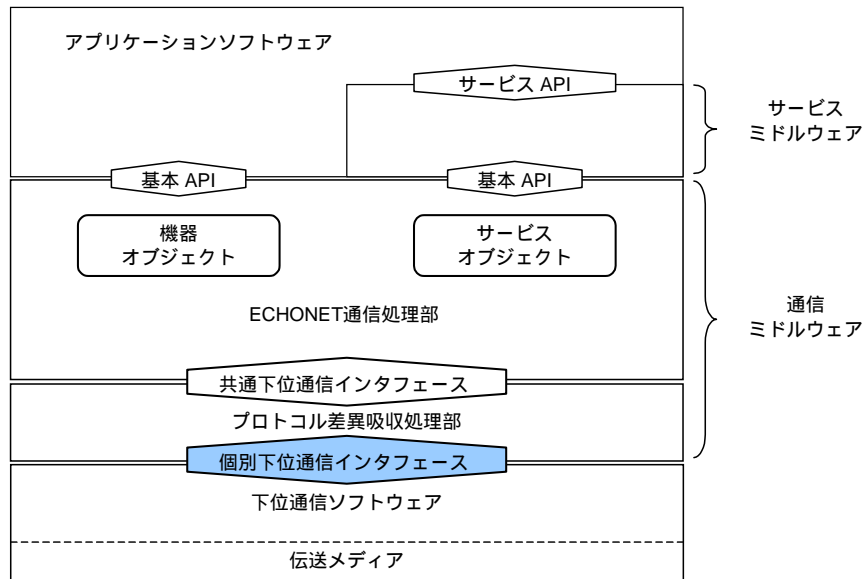 アプリケーションソフトウェア
サービス API
サービス
ミドルウェア
基本 API
基本 API
機器
オブジェクト
サービス
オブジェクト
ECHONET通信処理部
通信
ミドルウェア
共通下位通信インタフェース
プロトコル差異吸収処理部
個別下位通信インタフェース
下位通信ソフトウェア
伝送メディア